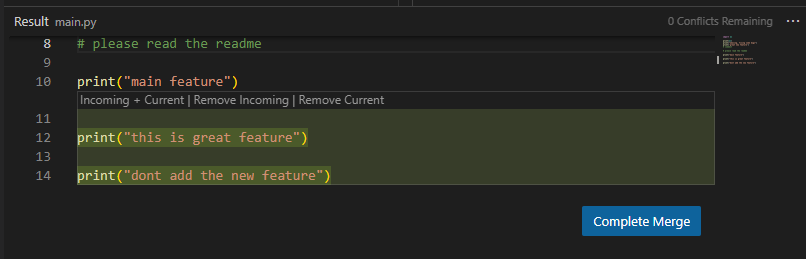 Result main.py 0 Conflicts Remaining ...
8 # please read the readme
9
10 print("main feature")
Incoming + Current | Remove Incoming | Remove Current
11
12 print("this is great feature")
13
14 print("dont add the new feature")
Complete Merge